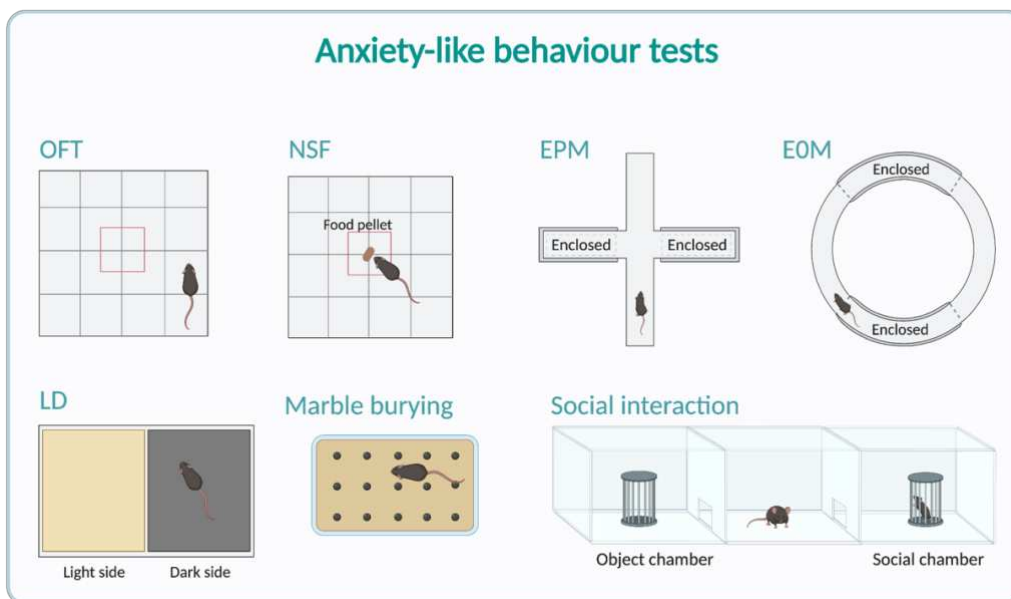 Anxiety-like behaviour tests
OFT
NSF
EPM
E0M
Food pellet
Enclosed
Enclosed
Enclosed
Enclosed
LD
Marble burying
Social interaction
Light side
Dark side
Object chamber
Social chamber